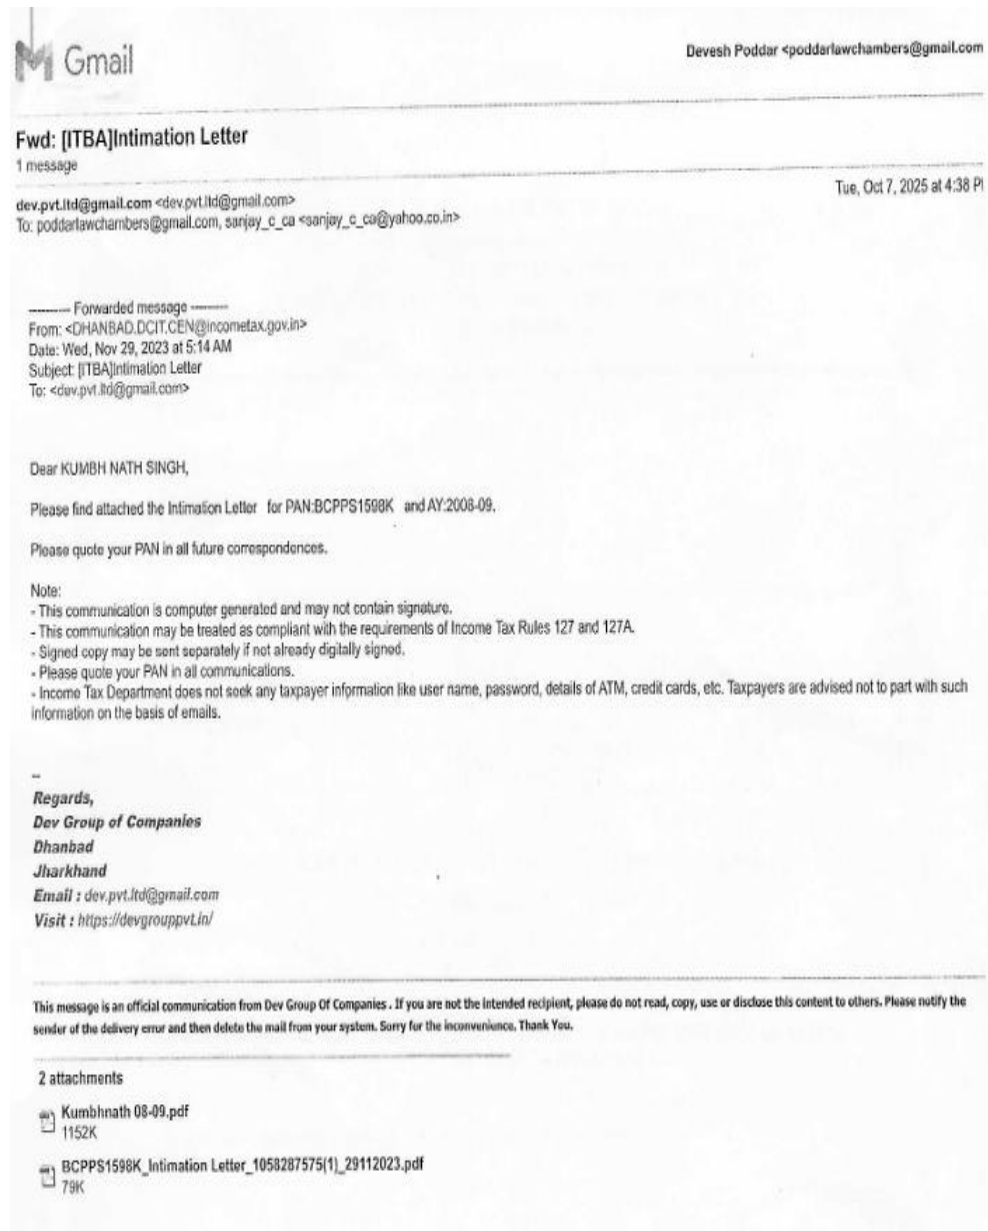 Gmail
Devesh Poddar <poddarlawchambers@gmail.com
Fwd: [ITBA]Intimation Letter
1 message
Tue, Oct 7, 2025 at 4:38 P
dev.pvt.ltd@gmail.com <dev.pvt.ltd@gmail.com>
To: poddarlawchambers@gmail.com, sanjay_c_ca <sanjay_c_ca@yahoo.co.in>
---------- Forwarded message ----------
From: <DHANBAD.DCIT.CEN@incometax.gov.in>
Date: Wed, Nov 29, 2023 at 5:14 AM
Subject: [ITBA]Intimation Letter
To: <dev.pvt.ltd@gmail.com>
Dear KUMBH NATH SINGH,
Please find attached the Intimation Letter for PAN:BCPPS1598K and AY:2008-09.
Please quote your PAN in all future correspondences.
Note:
- This communication is computer generated and may not contain signature.
- This communication may be treated as compliant with the requirements of Income Tax Rules 127 and 127A.
- Signed copy may be sent separately if not already digitally signed.
- Please quote your PAN in all communications.
- Income Tax Department does not seek any taxpayer information like user name, password, details of ATM, credit cards, etc. Taxpayers are advised not to part with such
information on the basis of emails.
--
Regards,
Dev Group of Companies
Dhanbad
Jharkhand
Email : dev.pvt.ltd@gmail.com
Visit : https://devgrouppvt.in/
This message is an official communication from Dev Group Of Companies . If you are not the intended recipient, please do not read, copy, use or disclose this content to others. Please notify the
sender of the delivery error and then delete the mail from your system. Sorry for the inconvenience. Thank You.
2 attachments
Kumbhnath 08-09.pdf
1152K
BCPPS1598K_Intimation Letter_1058287575(1)_29112023.pdf
79K